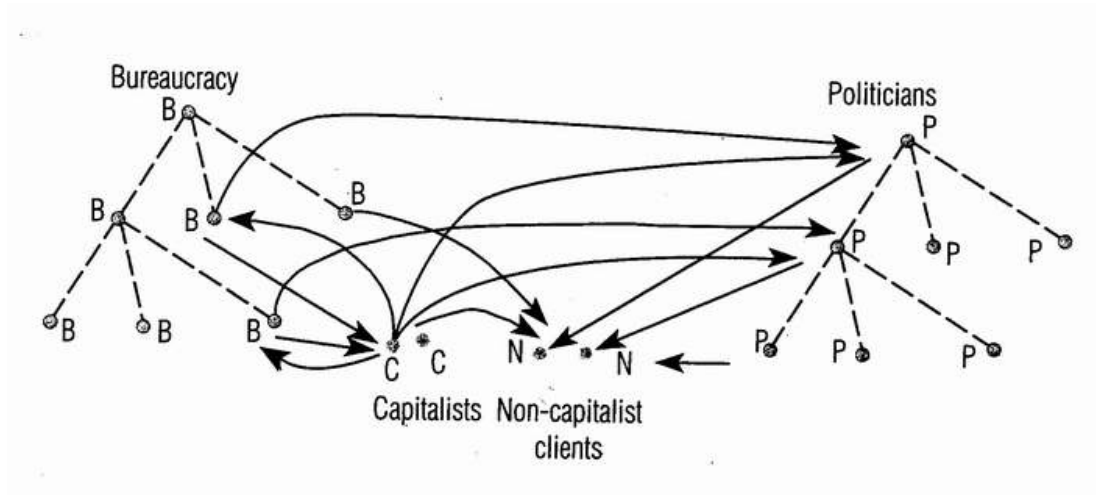 Bureaucracy
Politicians
B
P
B
B
B
P
P
P
B
B
B
P
P
P
C
C
N
N
Capitalists
Non-capitalist
clients